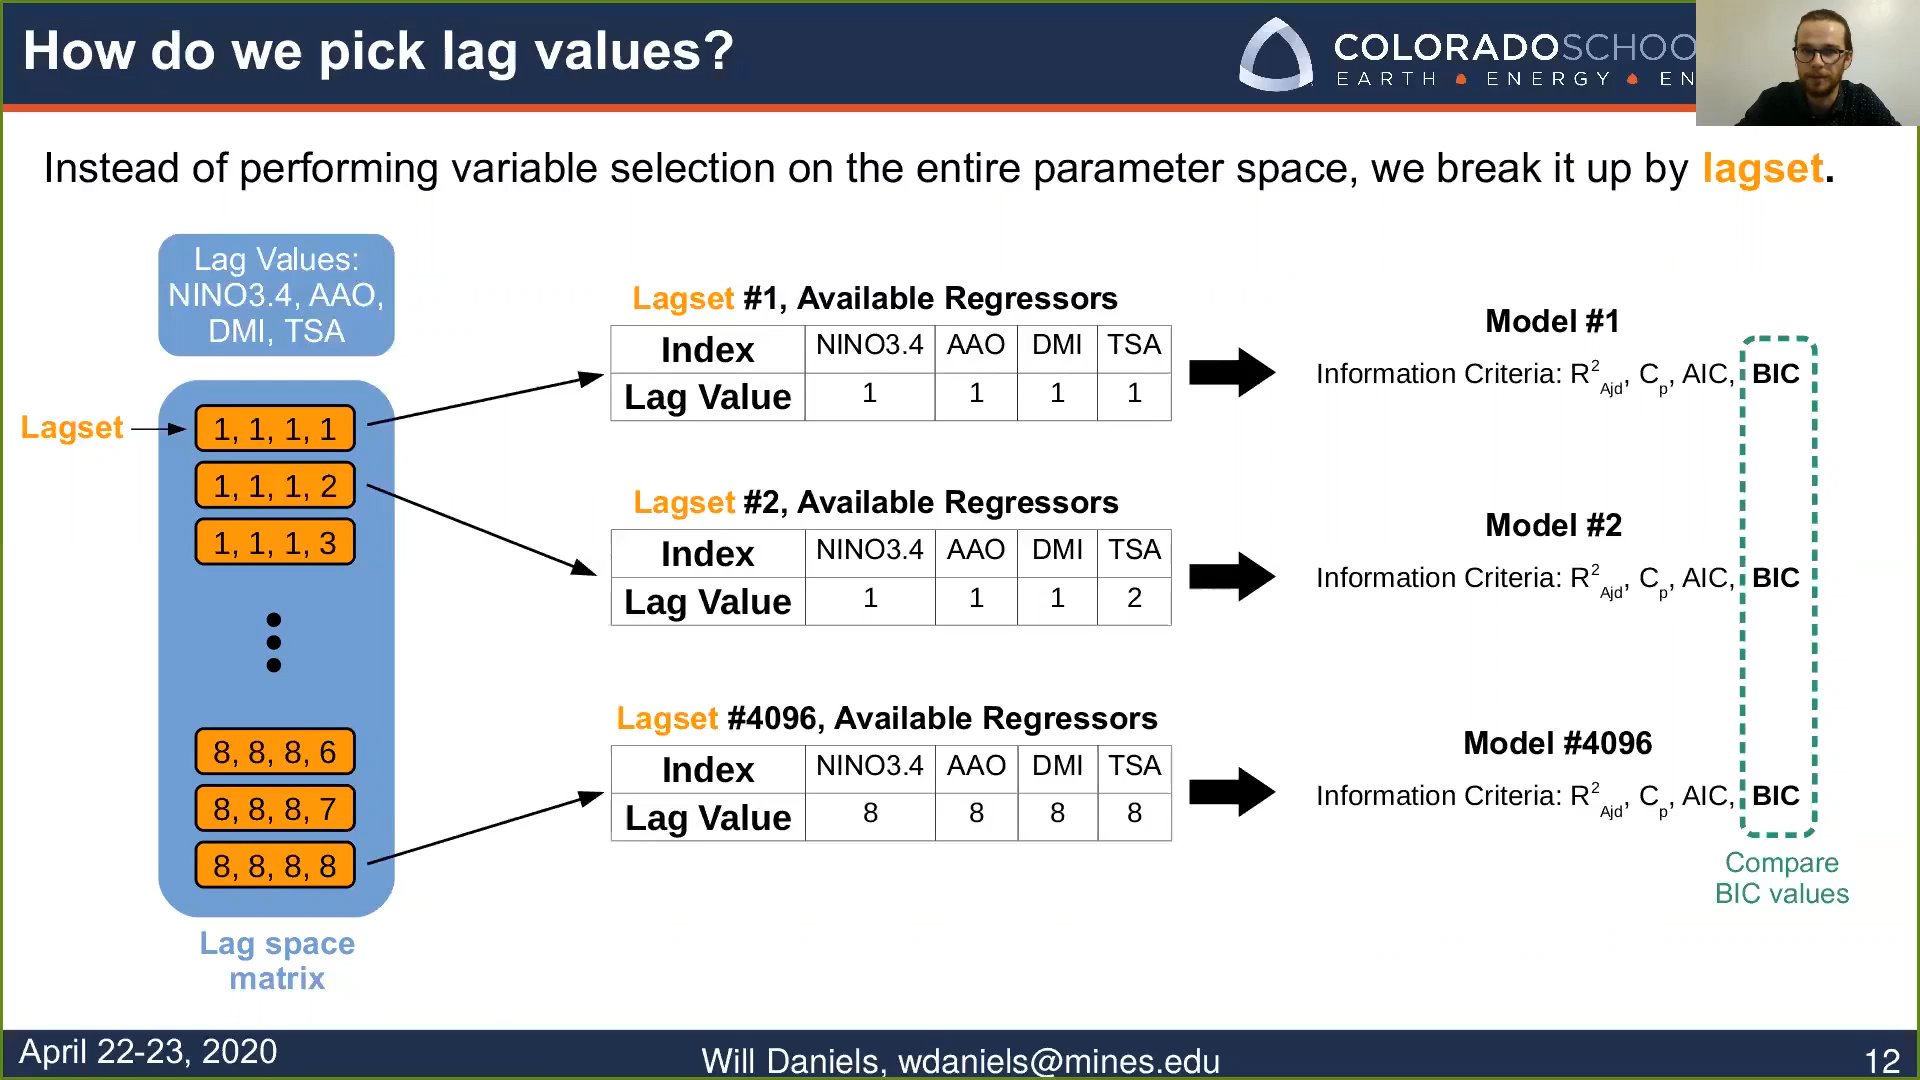 How do we pick lag values?
COLORADOSCHOO
EARTH • ENERGY • EN
Instead of performing variable selection on the entire parameter space, we break it up by lagset.
Lag Values:
NINO3.4, AAO,
DMI, TSA
Lagset
1, 1, 1, 1
1, 1, 1, 2
1, 1, 1, 3
8, 8, 8, 6
8, 8, 8, 7
8, 8, 8, 8
Lag space
matrix
Lagset #1, Available Regressors
Index NINO3.4 AAO DMI TSA
Lag Value 1 1 1 1
Model #1
Information Criteria: R²Ajd, Cp, AIC, BIC
Lagset #2, Available Regressors
Index NINO3.4 AAO DMI TSA
Lag Value 1 1 1 2
Model #2
Information Criteria: R²Ajd, Cp, AIC, BIC
Lagset #4096, Available Regressors
Index NINO3.4 AAO DMI TSA
Lag Value 8 8 8 8
Model #4096
Information Criteria: R²Ajd, Cp, AIC, BIC
Compare
BIC values
April 22-23, 2020
Will Daniels, wdaniels@mines.edu
12